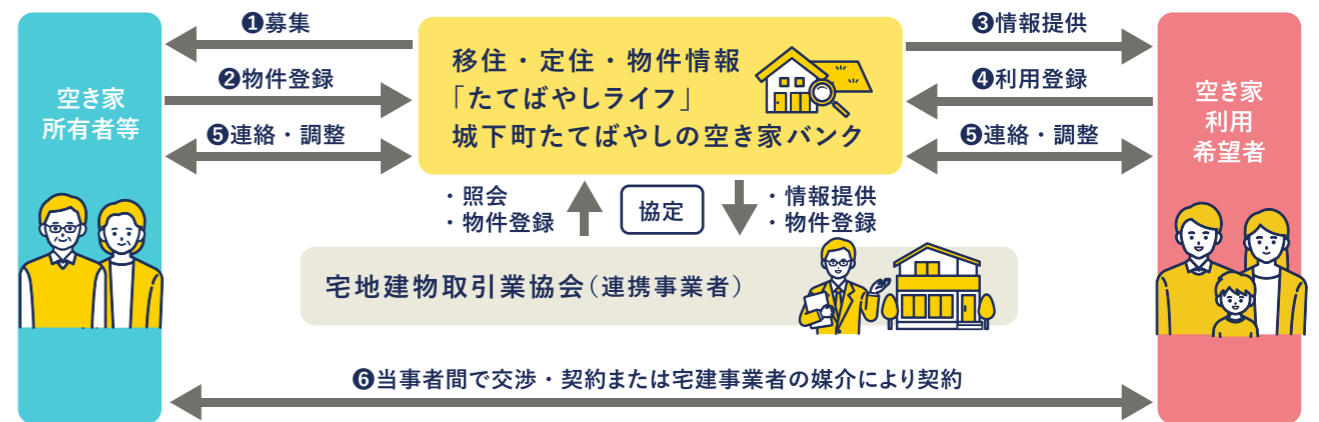 空き家
所有者等
❶募集
❷物件登録
❺連絡・調整
移住・定住・物件情報
「たてばやしライフ」
城下町たてばやしの空き家バンク
❸情報提供
❹利用登録
❺連絡・調整
空き家
利用
希望者
・照会
・物件登録
協定
・情報提供
・物件登録
宅地建物取引業協会（連携事業者）
❻当事者間で交渉・契約または宅建事業者の媒介により契約